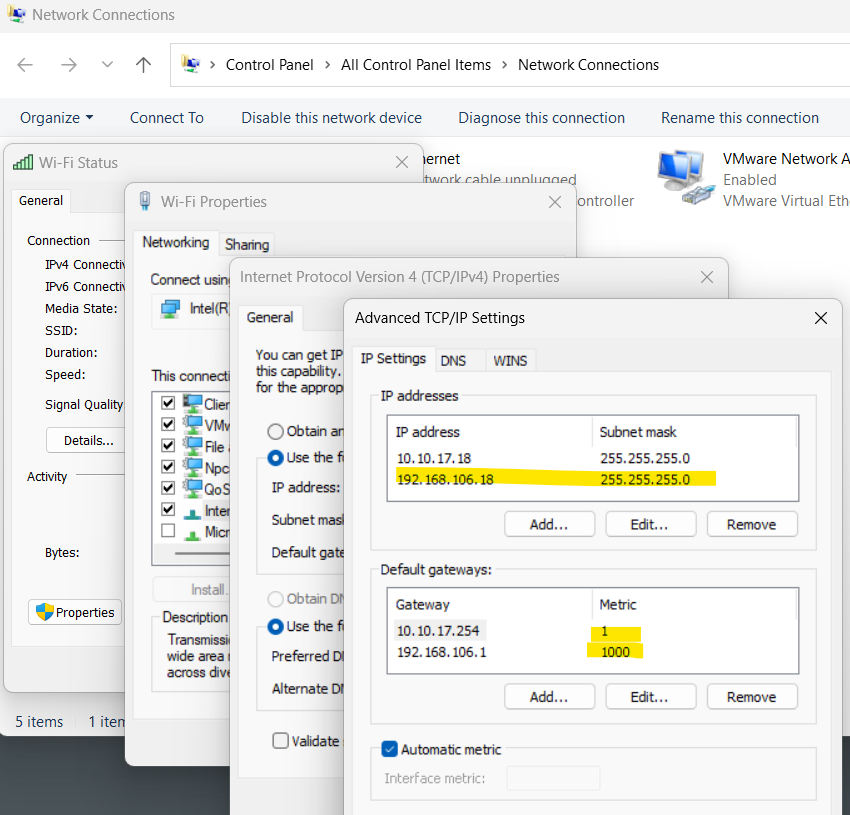 Network Connections
Control Panel > All Control Panel Items > Network Connections
Organize Connect To Disable this network device Diagnose this connection Rename this connection
VMware Network A
Enabled
VMware Virtual Eth
twork cable unplugged
ontroller
Wi-Fi Status
General
Connection
IPv4 Connectiv
IPv6 Connectiv
Media State:
SSID:
Duration:
Speed:
Signal Quality
Details...
Activity
Bytes:
Properties
5 items 1 item
Wi-Fi Properties
Networking Sharing
Connect using
Intel(R)
This connecti
Clien
VMw
File a
Npc
QoS
Inter
Micr
Install.
Description
Transmissi
wide area
across dive
Internet Protocol Version 4 (TCP/IPv4) Properties
General
You can get IP
this capability.
for the approp
Obtain an
Use the f
IP address:
Subnet mas
Default gate
Obtain DN
Use the f
Preferred D
Alternate DN
Validate
Advanced TCP/IP Settings
IP Settings DNS WINS
IP addresses
IP address Subnet mask
10.10.17.18 255.255.255.0
192.168.106.18 255.255.255.0
Add... Edit... Remove
Default gateways:
Gateway Metric
10.10.17.254 1
192.168.106.1 1000
Add... Edit... Remove
Automatic metric
Interface metric: